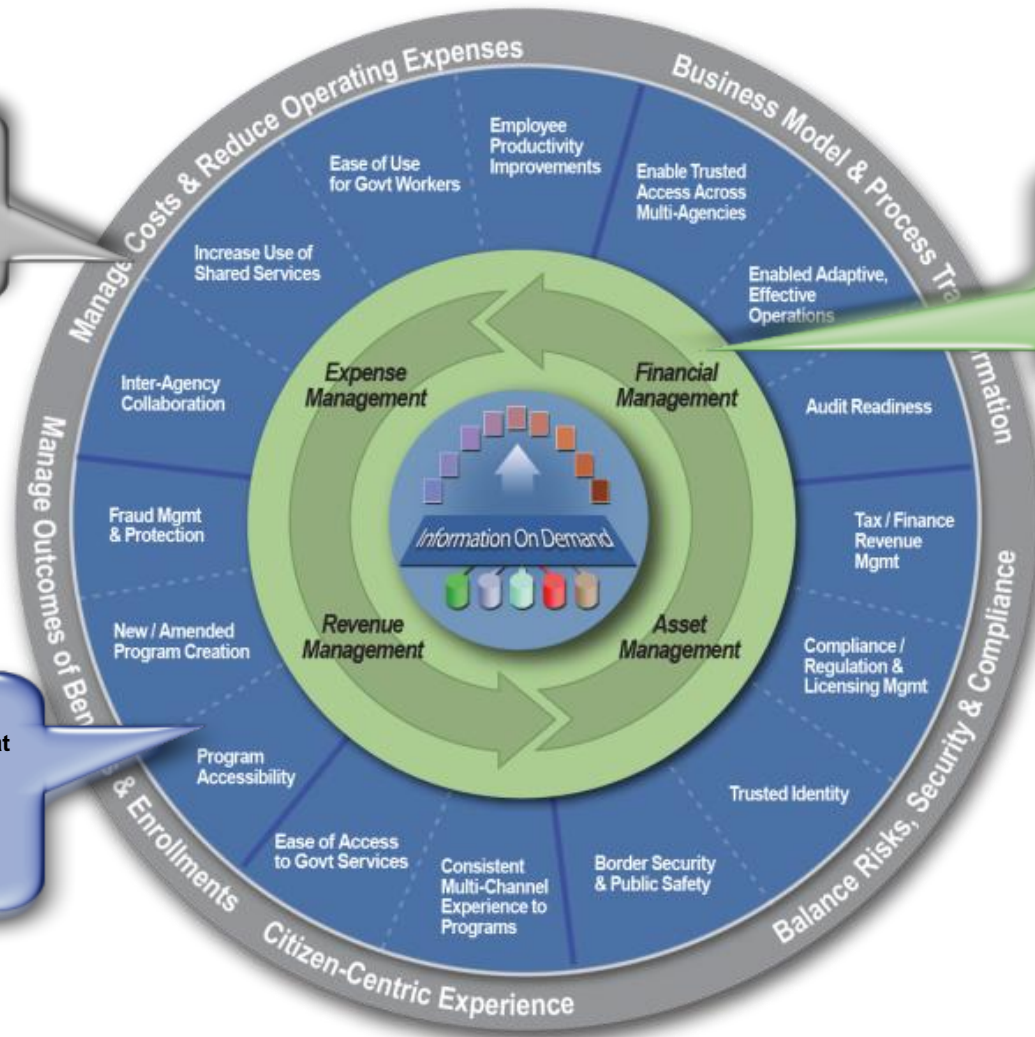 Manage Costs & Reduce Operating Expenses
Business Model & Process Tra
formation
Employee
Productivity
Improvements
Ease of Use
for Govt Workers
Enable Trusted
Access Across
Multi-Agencies
Increase Use of
Shared Services
Enabled Adaptive,
Effective
Operations
Inter-Agency
Collaboration
Expense
Management
Financial
Management
Audit Readiness
Manage Outcomes of Ben
& Enrollments
Fraud Mgmt
& Protection
Information On Demand
Tax / Finance
Revenue
Mgmt
New / Amended
Program Creation
Revenue
Management
Asset
Management
Compliance /
Regulation &
Licensing Mgmt
Program
Accessibility
Trusted Identity
Ease of Access
to Govt Services
Consistent
Multi-Channel
Experience to
Programs
Border Security
& Public Safety
Balance Risks, Security & Compliance
Citizen-Centric Experience